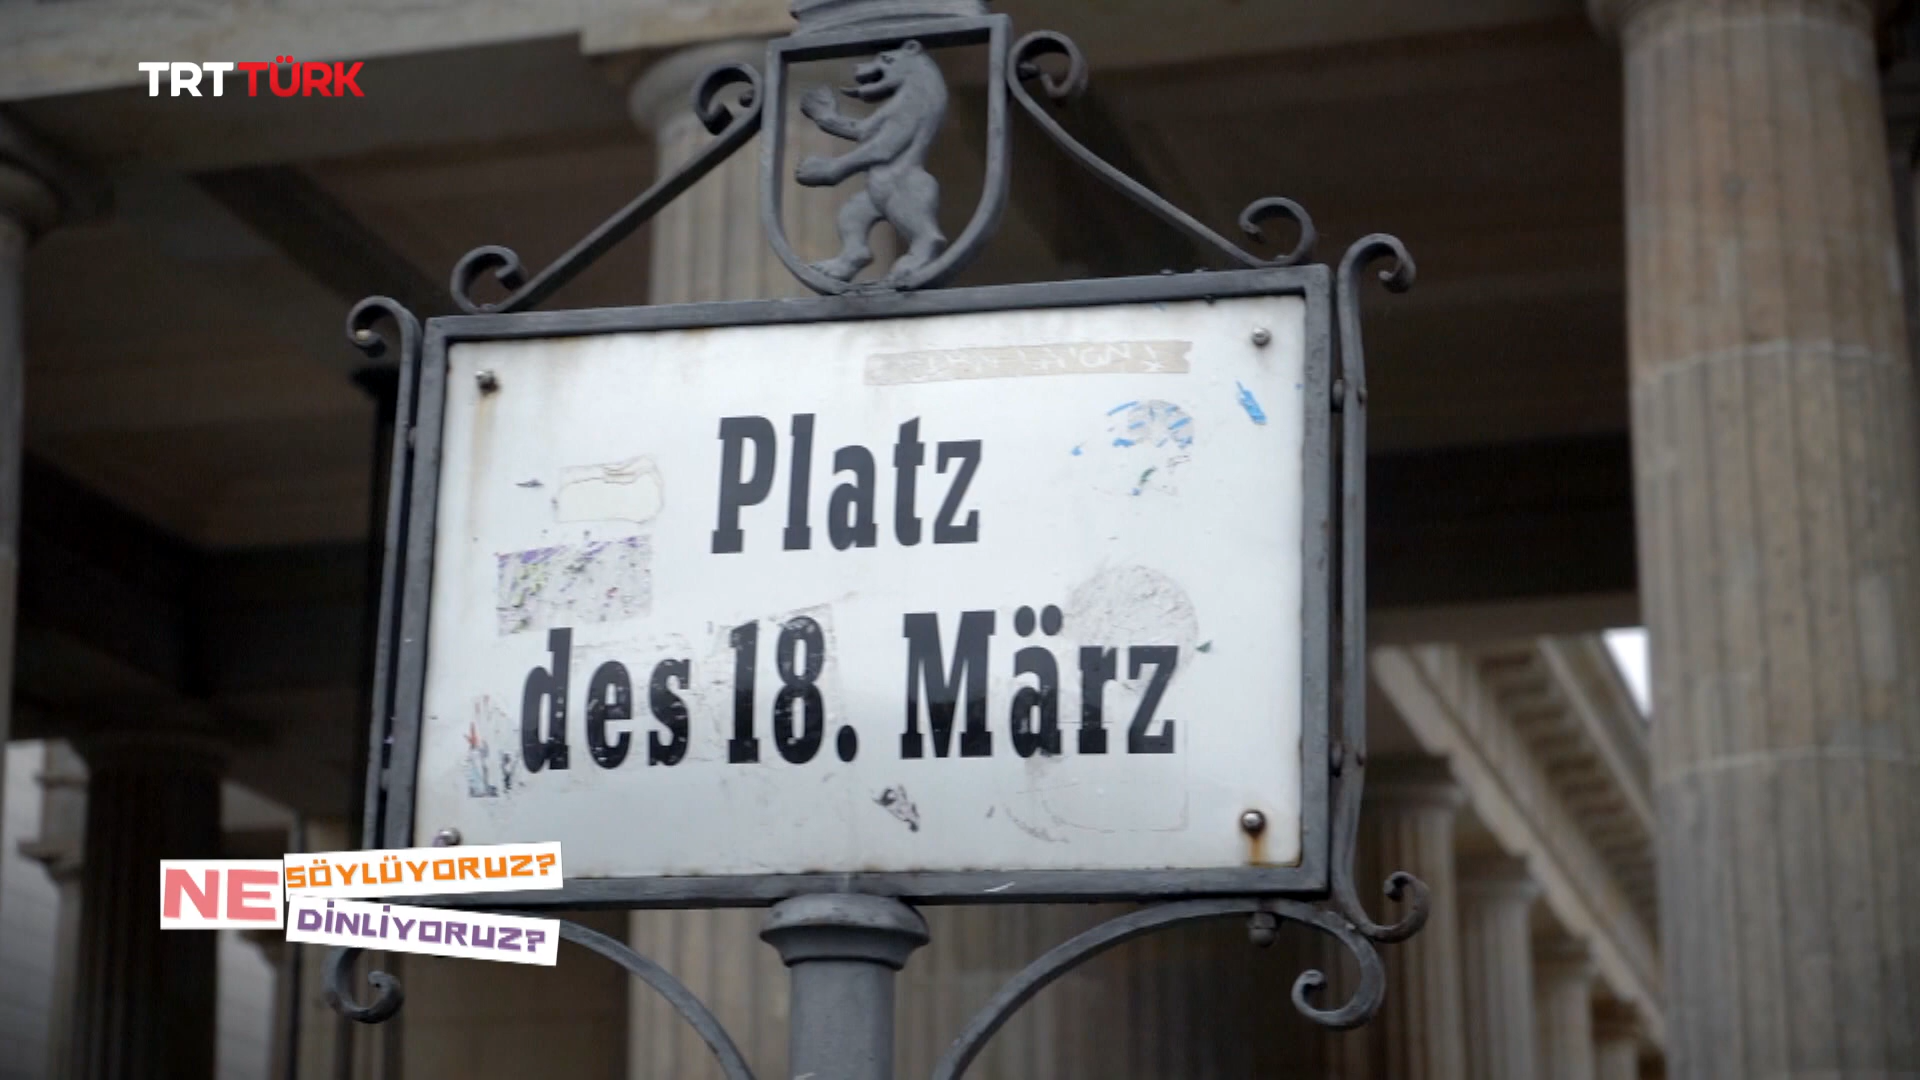 TRT TÜRK
Platz
des 18. März
NE SÖYLÜYORUZ?
DİNLİYORUZ?